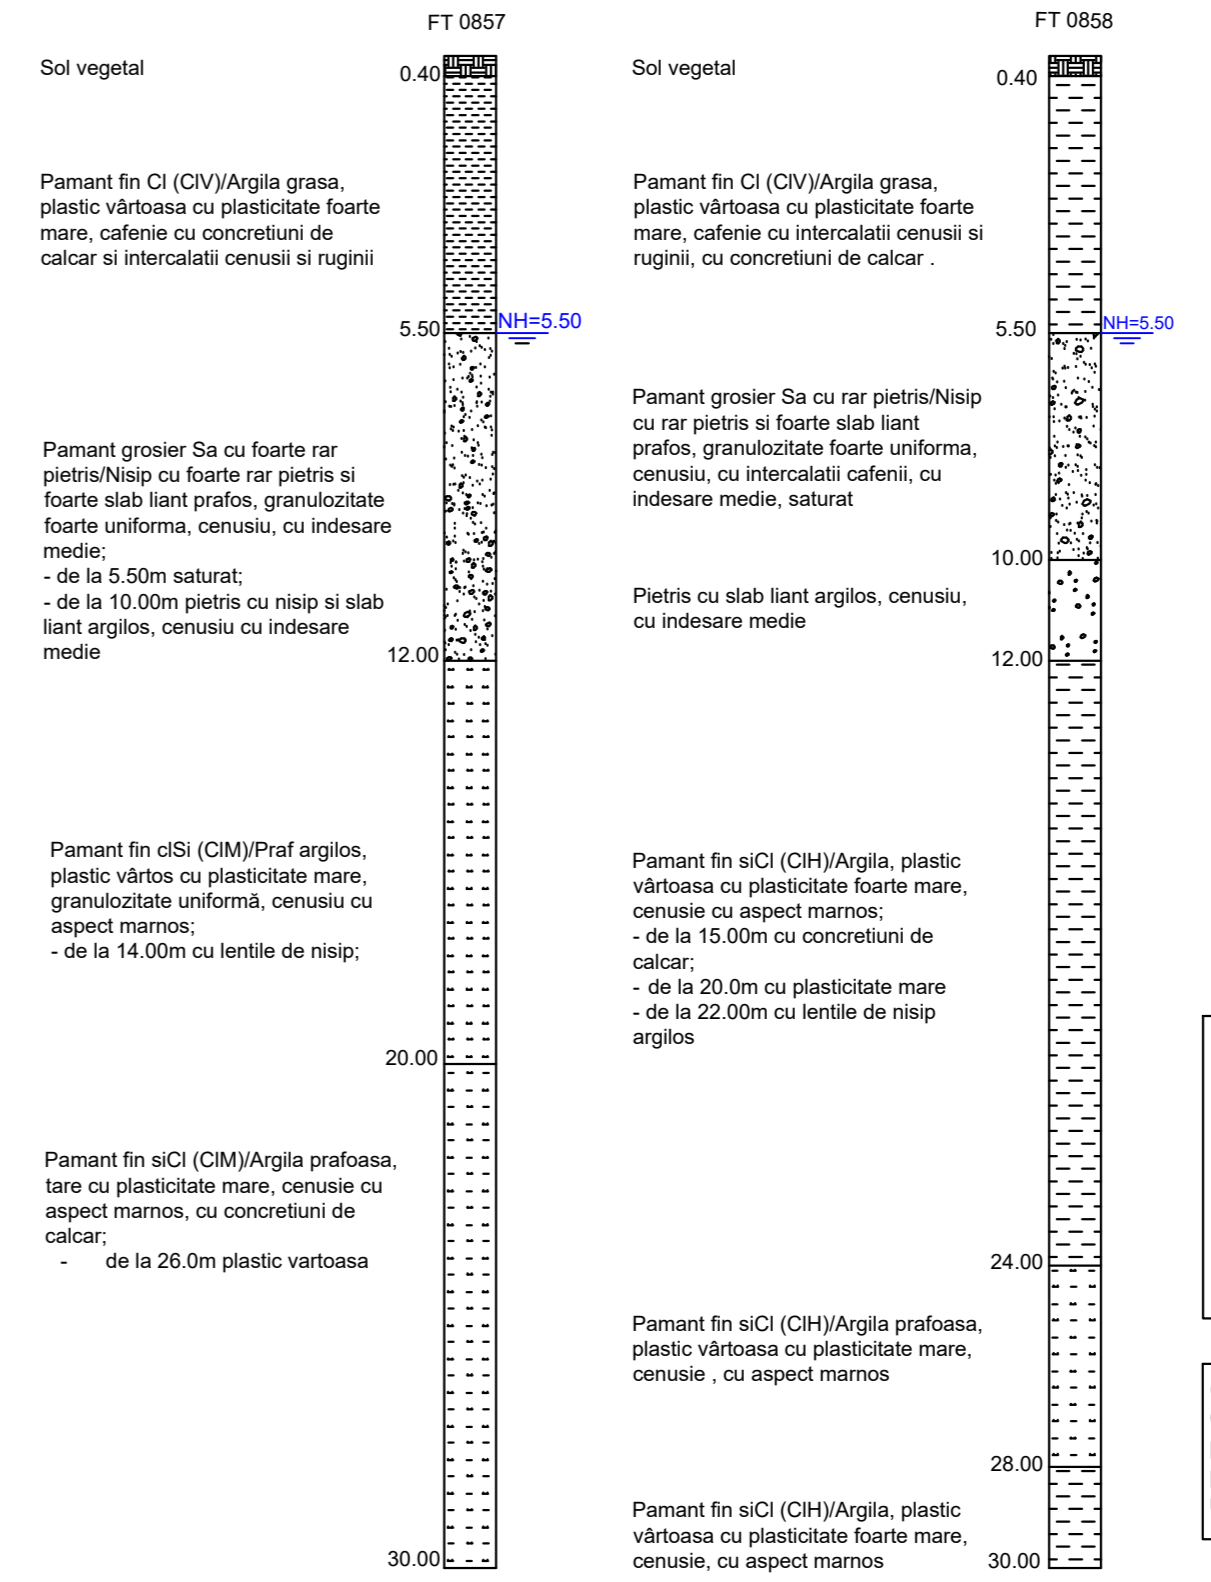 FT 0857
Sol vegetal
0.40
Pamant fin Cl (ClV)/Argila grasa,
plastic vârtoasa cu plasticitate foarte
mare, cafenie cu concretiuni de
calcar si intercalatii cenusii si ruginii
5.50
NH=5.50
Pamant grosier Sa cu foarte rar
pietris/Nisip cu foarte rar pietris si
foarte slab liant prafos, granulozitate
foarte uniforma, cenusiu, cu indesare
medie;
- de la 5.50m saturat;
- de la 10.00m pietris cu nisip si slab
liant argilos, cenusiu cu indesare
medie
12.00
Pamant fin clSi (ClM)/Praf argilos,
plastic vârtos cu plasticitate mare,
granulozitate uniformă, cenusiu cu
aspect marnos;
- de la 14.00m cu lentile de nisip;
20.00
Pamant fin siCl (ClM)/Argila prafoasa,
tare cu plasticitate mare, cenusie cu
aspect marnos, cu concretiuni de
calcar;
- de la 26.0m plastic vartoasa
30.00
FT 0858
Sol vegetal
0.40
Pamant fin Cl (ClV)/Argila grasa,
plastic vârtoasa cu plasticitate foarte
mare, cafenie cu intercalatii cenusii si
ruginii, cu concretiuni de calcar .
5.50
NH=5.50
Pamant grosier Sa cu rar pietris/Nisip
cu rar pietris si foarte slab liant
prafos, granulozitate foarte uniforma,
cenusiu, cu intercalatii cafenii, cu
indesare medie, saturat
10.00
Pietris cu slab liant argilos, cenusiu,
cu indesare medie
12.00
Pamant fin siCl (ClH)/Argila, plastic
vârtoasa cu plasticitate foarte mare,
cenusie cu aspect marnos;
- de la 15.00m cu concretiuni de
calcar;
- de la 20.0m cu plasticitate mare
- de la 22.00m cu lentile de nisip
argilos
24.00
Pamant fin siCl (ClH)/Argila prafoasa,
plastic vârtoasa cu plasticitate mare,
cenusie , cu aspect marnos
28.00
Pamant fin siCl (ClH)/Argila, plastic
vârtoasa cu plasticitate foarte mare,
cenusie, cu aspect marnos
30.00